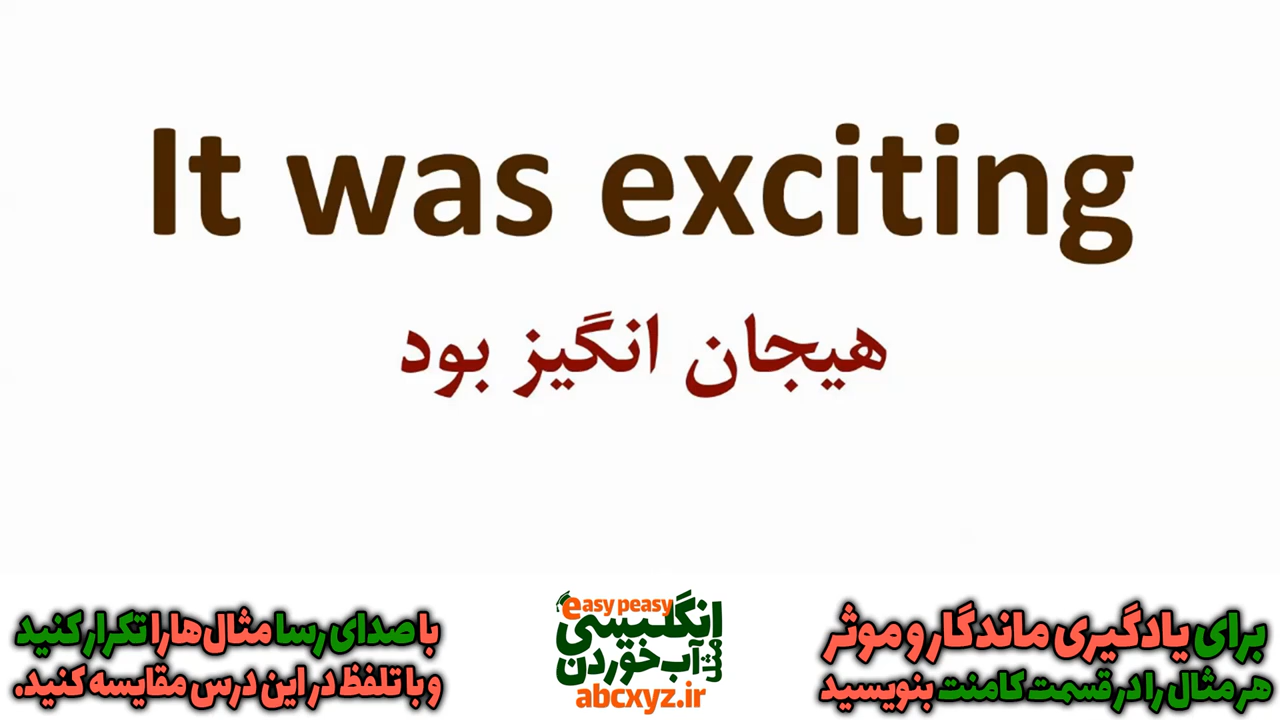 It was exciting
هیجان انگیز بود
برای یادگیری ماندگار و موثر
هر مثال را در قسمت کامنت بنویسید
easy peasy
انگلیسی
مثل آب خوردن
abcxyz.ir
با صدای رسا مثال‌ها را تکرار کنید
و با تلفظ در این درس مقایسه کنید.